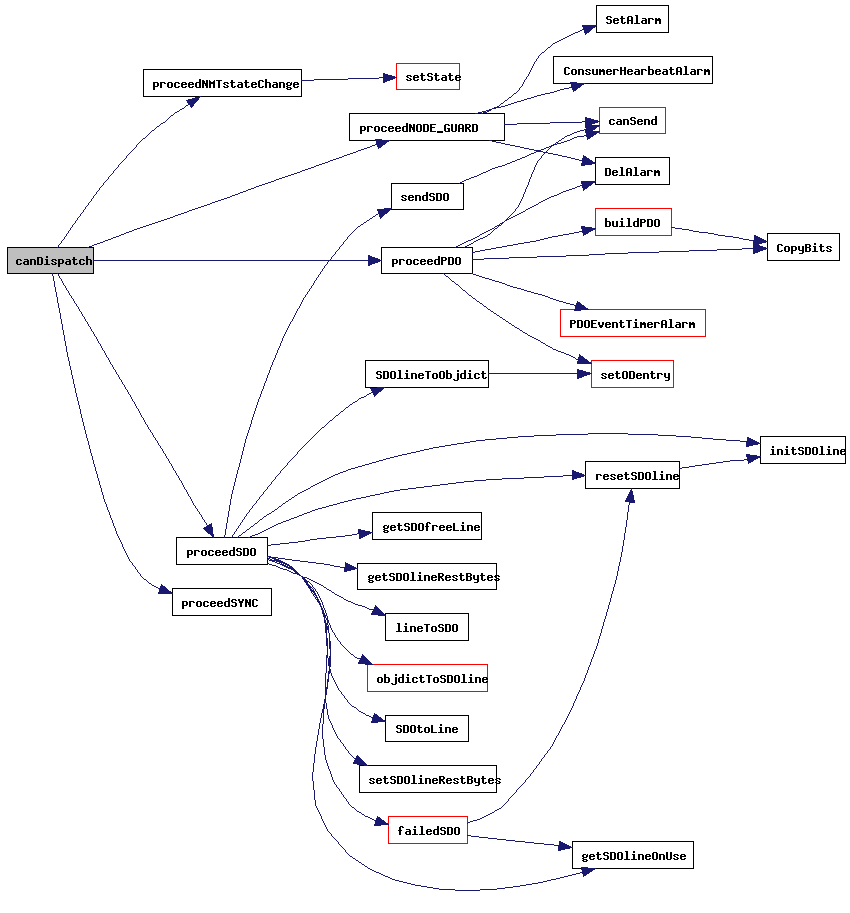 SetAlarm
ConsumerHearbeatAlarm
proceedNMTstateChange
setState
canSend
proceedNODE_GUARD
DelAlarm
sendSDO
buildPDO
CopyBits
canDispatch
proceedPDO
PDOEventTimerAlarm
SDOlineToObjdict
setODentry
initSDOline
resetSDOline
getSDOfreeLine
proceedSDO
getSDOlineRestBytes
proceedSYNC
lineToSDO
objdictToSDOline
SDOtoLine
setSDOlineRestBytes
failedSDO
getSDOlineOnUse